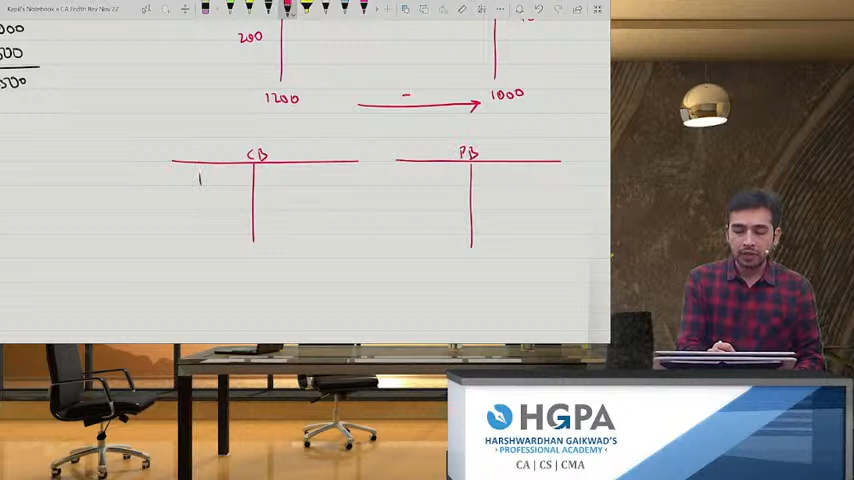 Kapil's Notebook » CA Fndtn Nov 22
000
500
500
200
1200
-
1000
CB
PB
HGPA
HARSHWARDHAN GAIKWAD'S
• PROFESSIONAL ACADEMY •
CA | CS | CMA